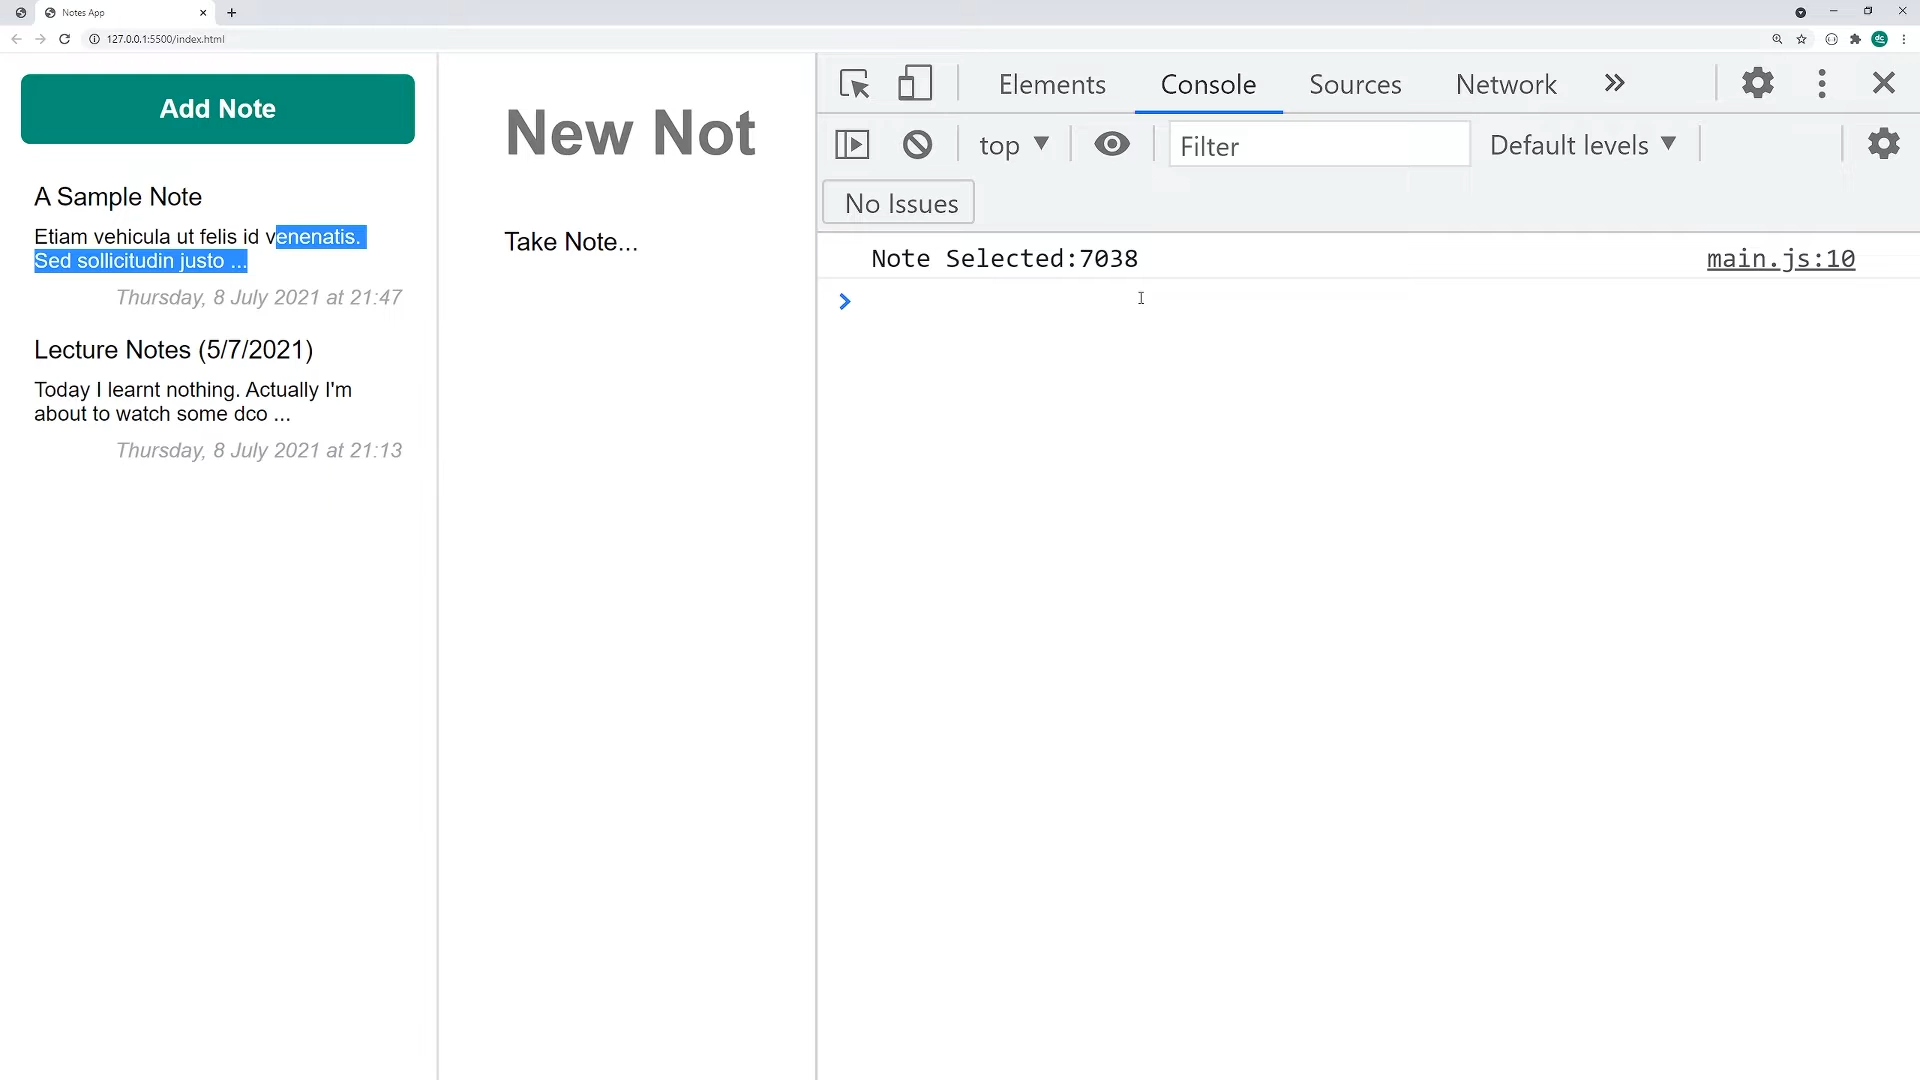 Notes App
127.0.0.1:5500/index.html
Add Note
A Sample Note
Etiam vehicula ut felis id venenatis.
Sed sollicitudin justo ...
Thursday, 8 July 2021 at 21:47
Lecture Notes (5/7/2021)
Today I learnt nothing. Actually I'm
about to watch some dco ...
Thursday, 8 July 2021 at 21:13
New Not
Take Note...
Elements Console Sources Network
top Filter Default levels
No Issues
Note Selected:7038 main.js:10